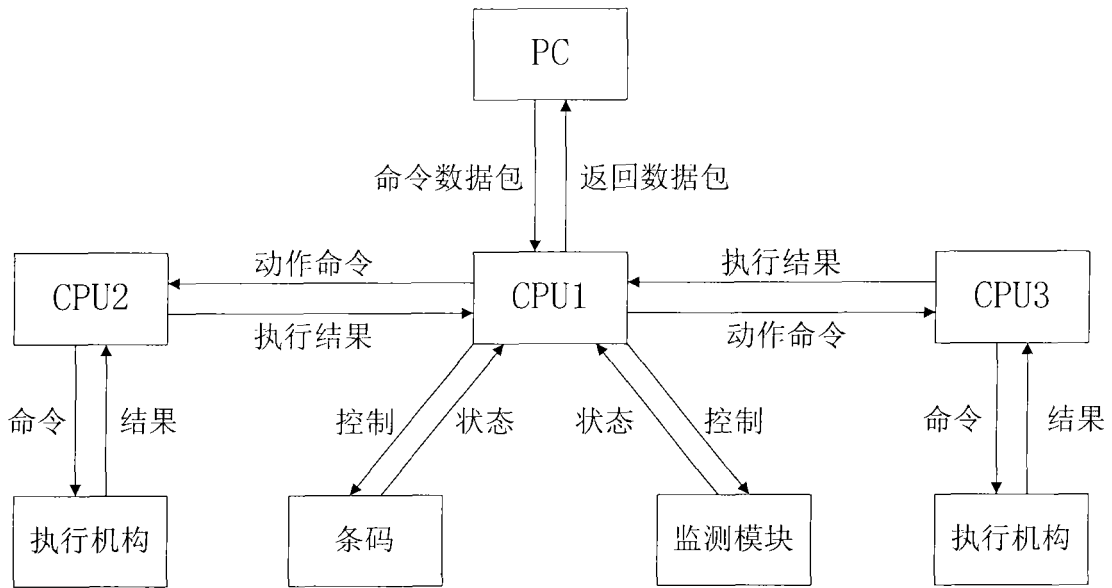 PC
命令数据包
返回数据包
动作命令
执行结果
CPU2
CPU1
CPU3
执行结果
动作命令
命令
结果
控制
状态
状态
控制
命令
结果
执行机构
条码
监测模块
执行机构